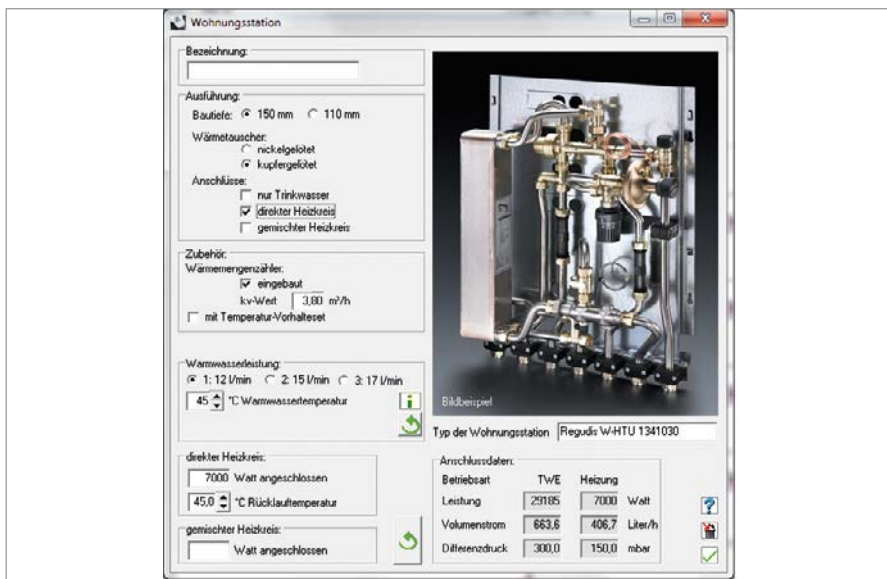 Wohnungsstation
Bezeichnung:
Ausführung:
Bautiefe: 150 mm 110 mm
Wärmetauscher:
nickelgelötet
kupfergelötet
Anschlüsse:
nur Trinkwasser
direkter Heizkreis
gemischter Heizkreis
Zubehör:
Wärmemengenzähler:
eingebaut
kv-Wert 3,80 m³/h
mit Temperatur-Vorhalteset
Warmwasserleistung:
1: 12 l/min 2: 15 l/min 3: 17 l/min
45 °C Warmwassertemperatur
direkter Heizkreis:
7000 Watt angeschlossen
45,0 °C Rücklauftemperatur
gemischter Heizkreis:
Watt angeschlossen
Bildbeispiel
Typ der Wohnungsstation Regudis W-HTU 1341030
Anschlussdaten:
Betriebsart TWE Heizung
Leistung 29185 7000 Watt
Volumenstrom 663,6 406,7 Liter/h
Differenzdruck 300,0 150,0 mbar